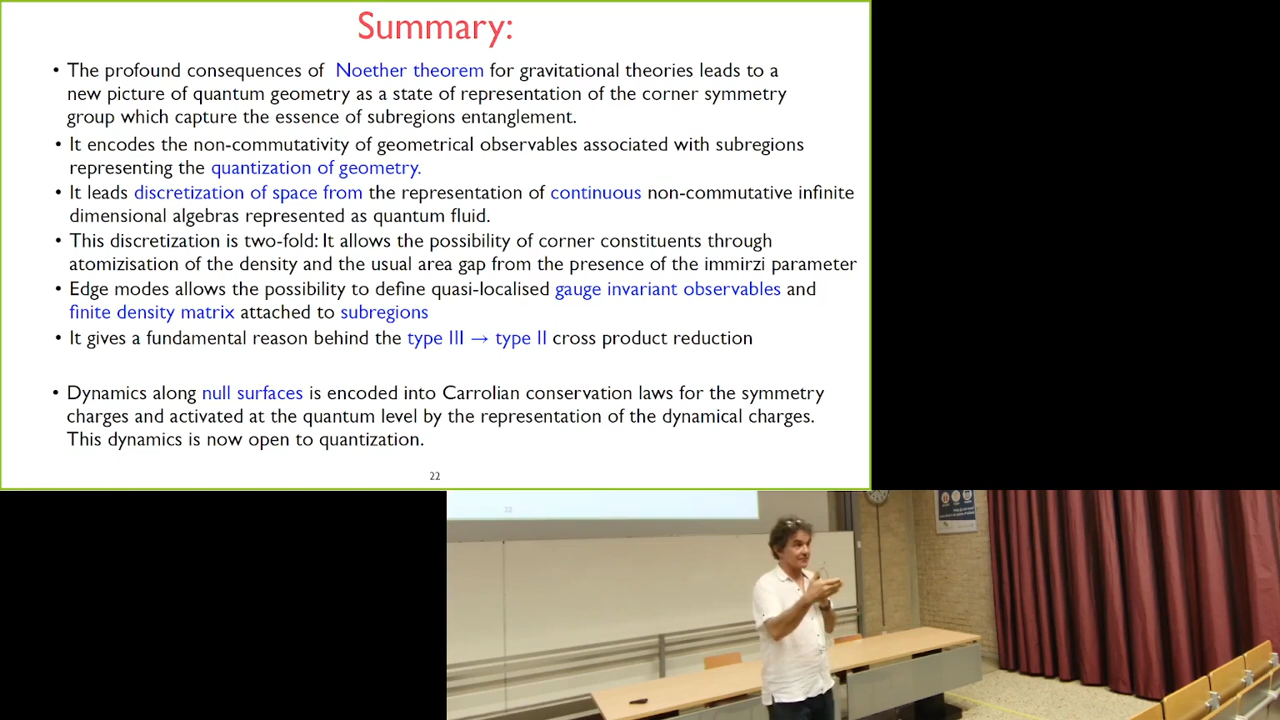 Summary:
• The profound consequences of Noether theorem for gravitational theories leads to a
new picture of quantum geometry as a state of representation of the corner symmetry
group which capture the essence of subregions entanglement.
• It encodes the non-commutativity of geometrical observables associated with subregions
representing the quantization of geometry.
• It leads discretization of space from the representation of continuous non-commutative infinite
dimensional algebras represented as quantum fluid.
• This discretization is two-fold: It allows the possibility of corner constituents through
atomizisation of the density and the usual area gap from the presence of the immirzi parameter
• Edge modes allows the possibility to define quasi-localised gauge invariant observables and
finite density matrix attached to subregions
• It gives a fundamental reason behind the type III → type II cross product reduction
• Dynamics along null surfaces is encoded into Carrolian conservation laws for the symmetry
charges and activated at the quantum level by the representation of the dynamical charges.
This dynamics is now open to quantization.
22
22